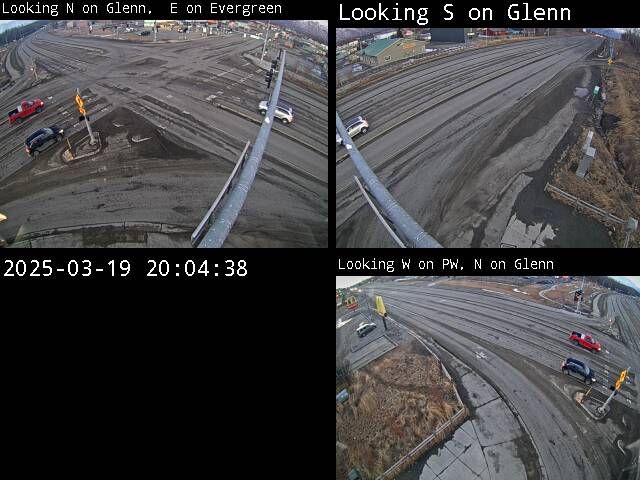 Looking N on Glenn,  E on Evergreen
Looking S on Glenn
2025-03-19 20:04:38
Looking W on PW, N on Glenn